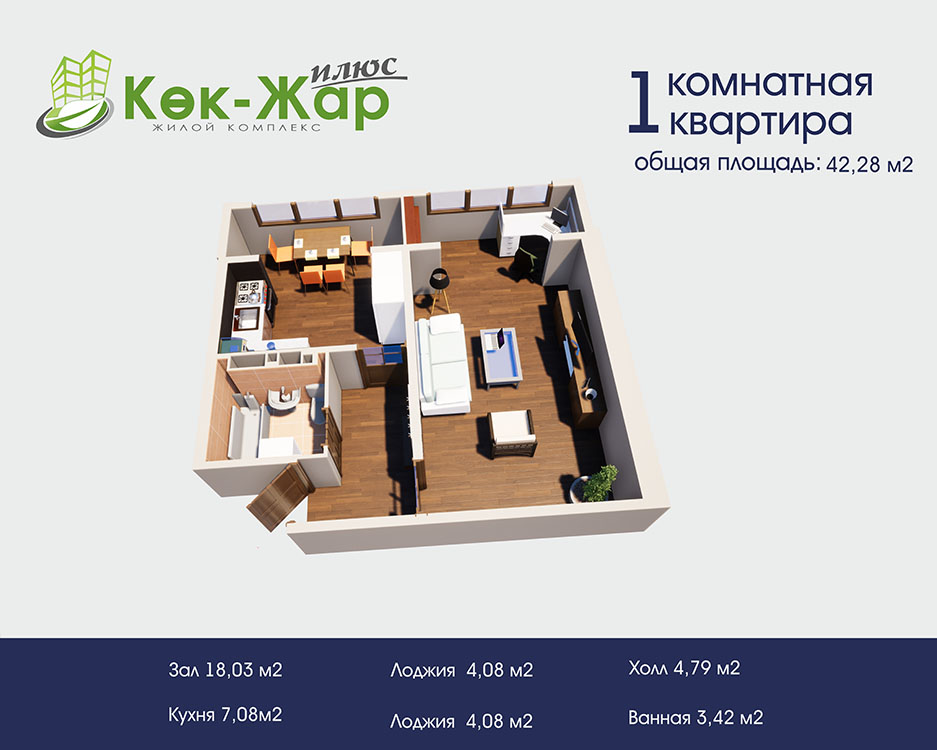 Көк-Жар плюс
ЖИЛОЙ КОМПЛЕКС
1 комнатная
квартира
общая площадь: 42,28 м2
Зал 18,03 м2
Лоджия 4,08 м2
Холл 4,79 м2
Кухня 7,08м2
Лоджия 4,08 м2
Ванная 3,42 м2